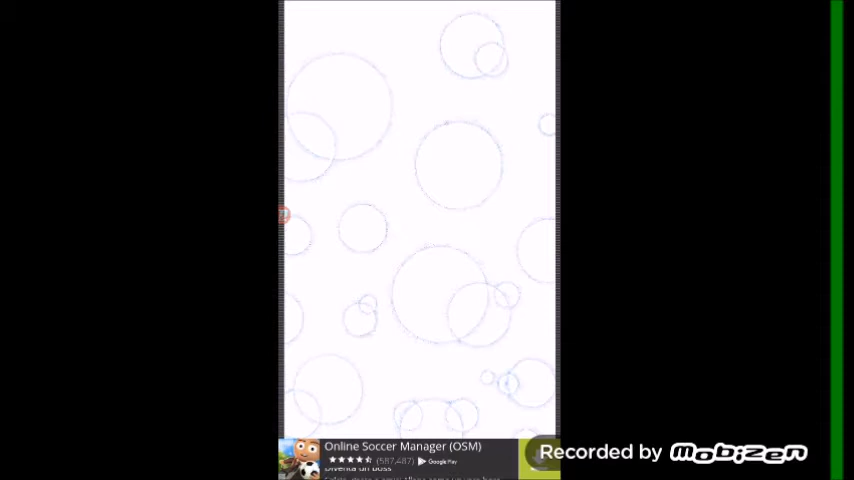 Online Soccer Manager (OSM)
(587,487) Google Play
Diventa un boss
Recorded by mobizen